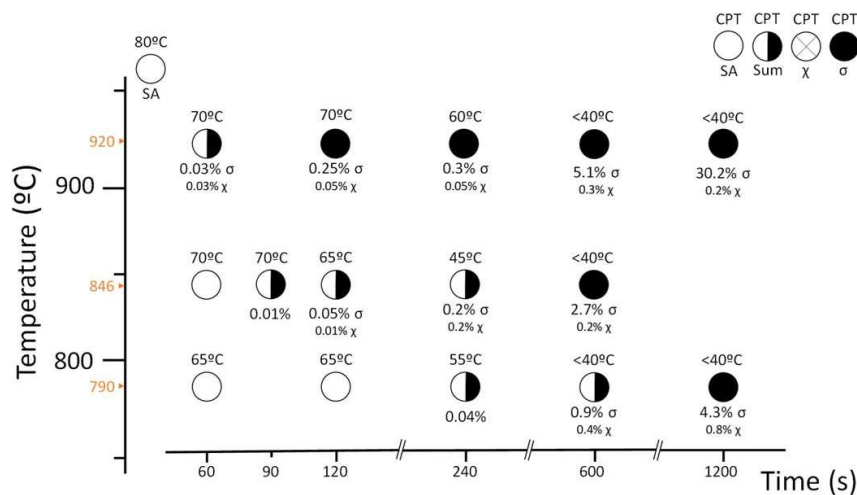 CPT CPT CPT CPT
SA Sum χ σ
80ºC
SA
Temperature (ºC)
920
900
846
800
790
70ºC 70ºC 60ºC <40ºC <40ºC
0.03% σ 0.25% σ 0.3% σ 5.1% σ 30.2% σ
0.03% χ 0.05% χ 0.05% χ 0.3% χ 0.2% χ
70ºC 70ºC 65ºC 45ºC <40ºC
0.01% 0.05% σ 0.2% σ 2.7% σ
0.01% χ 0.2% χ 0.2% χ
65ºC 65ºC 55ºC <40ºC <40ºC
0.04% 0.9% σ 4.3% σ
0.4% χ 0.8% χ
60 90 120 240 600 1200
Time (s)